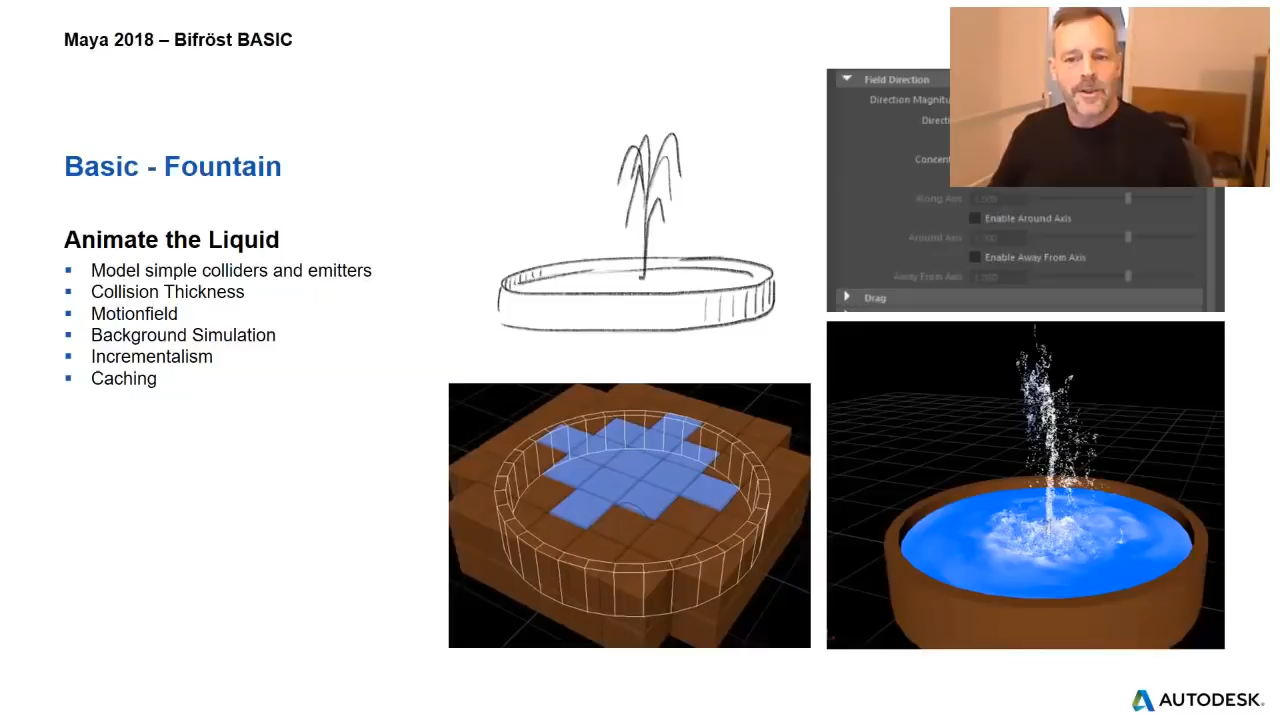 Maya 2018 – Bifröst BASIC
Basic - Fountain
Animate the Liquid
Model simple colliders and emitters
Collision Thickness
Motionfield
Background Simulation
Incrementalism
Caching
Field Direction
Direction Magnitu
Directi
Concent
Along Axis
Enable Around Axis
Around Axis
Enable Away From Axis
Away From Axis
Drag
AUTODESK.